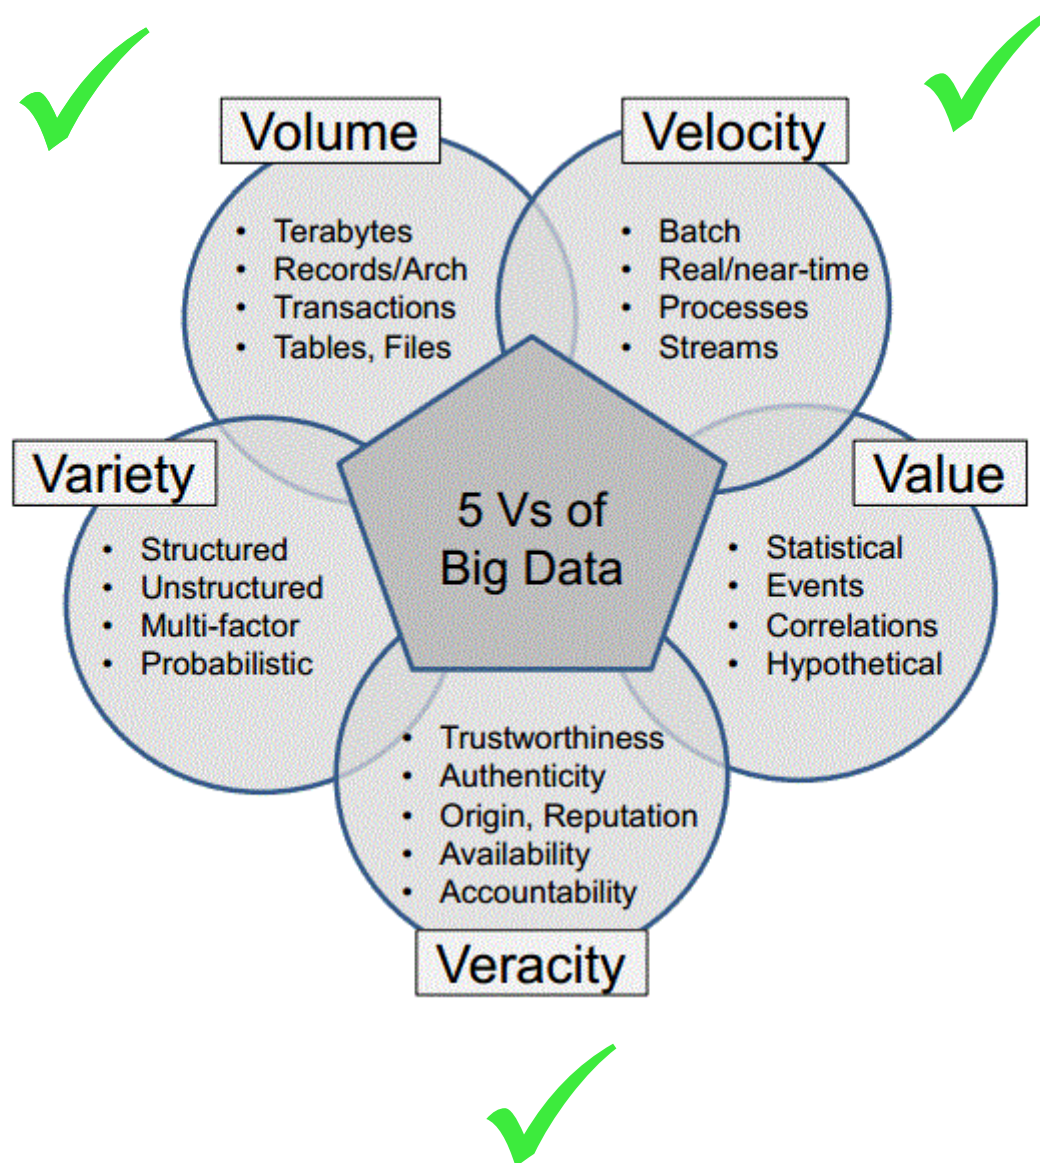 Volume
• Terabytes
• Records/Arch
• Transactions
• Tables, Files
Velocity
• Batch
• Real/near-time
• Processes
• Streams
Variety
• Structured
• Unstructured
• Multi-factor
• Probabilistic
5 Vs of
Big Data
Value
• Statistical
• Events
• Correlations
• Hypothetical
• Trustworthiness
• Authenticity
• Origin, Reputation
• Availability
• Accountability
Veracity